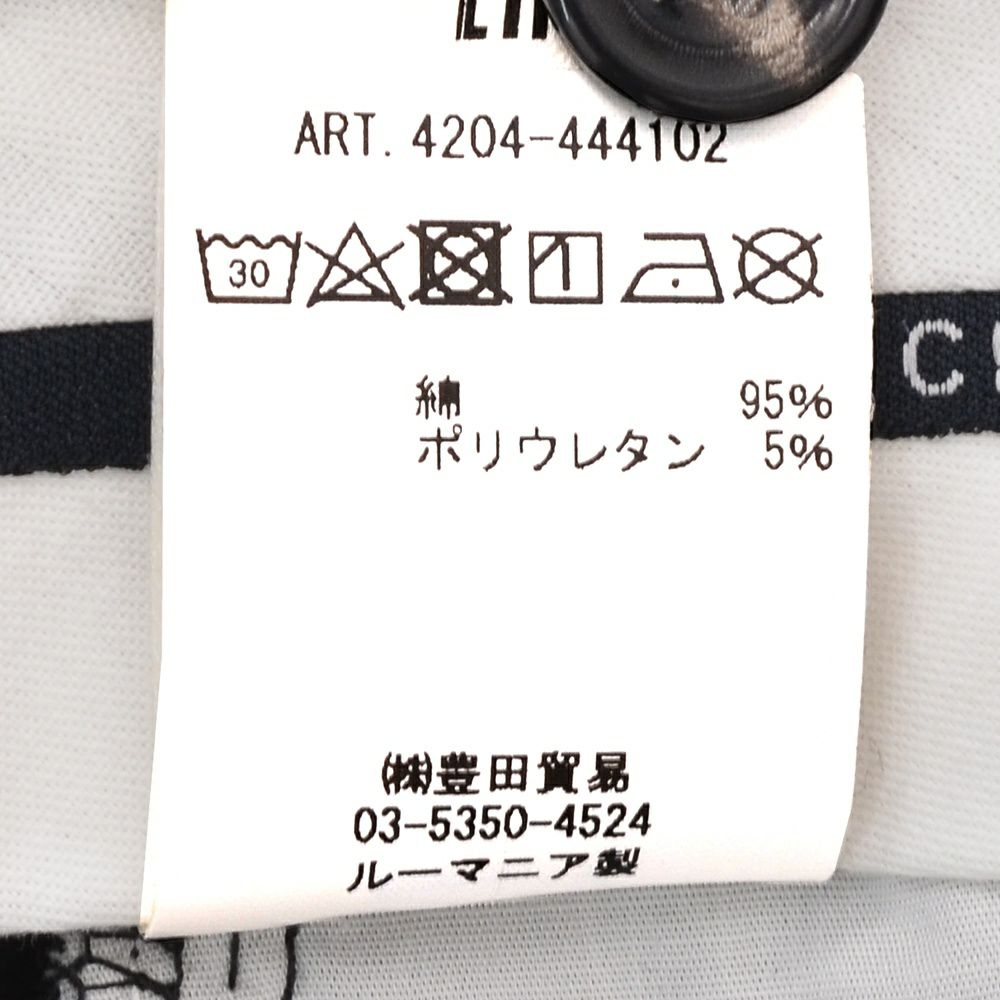 ART. 4204-444102
30
綿 95%
ポリウレタン 5%
㈱豊田貿易
03-5350-4524
ルーマニア製